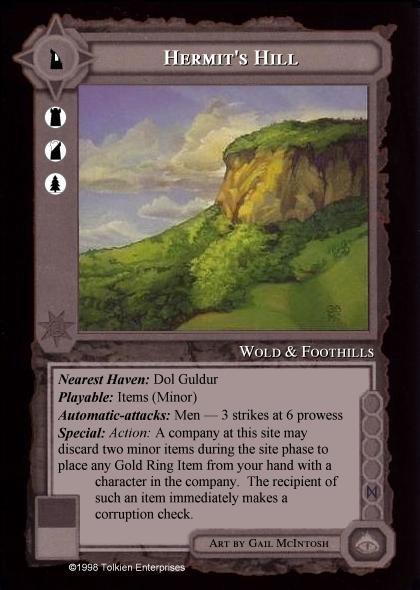 Hermit's Hill
Wold & Foothills
Nearest Haven: Dol Guldur
Playable: Items (Minor)
Automatic-attacks: Men — 3 strikes at 6 prowess
Special: Action: A company at this site may
discard two minor items during the site phase to
place any Gold Ring Item from your hand with a
character in the company. The recipient of
such an item immediately makes a
corruption check.
Art by Gail McIntosh
©1998 Tolkien Enterprises